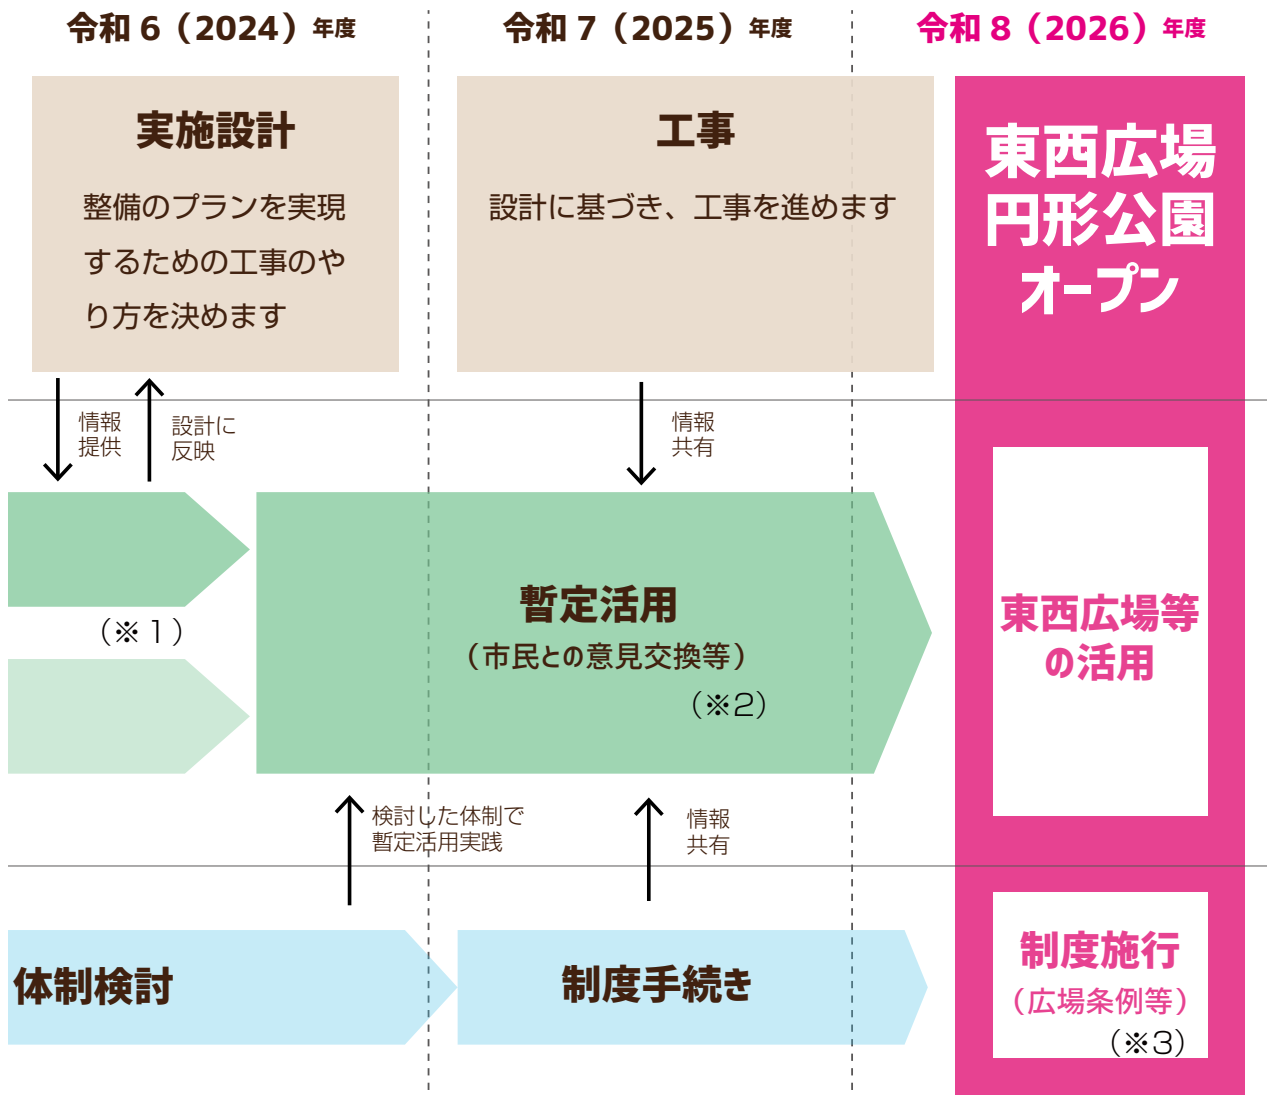 令和 6（2024）年度
令和 7（2025）年度
令和 8（2026）年度
実施設計
整備のプランを実現
するための工事のや
り方を決めます
工事
設計に基づき、工事を進めます
東西広場
円形公園
オープン
情報
提供
設計に
反映
情報
共有
（※１）
暫定活用
（市民との意見交換等）
（※2）
東西広場等
の活用
検討した体制で
暫定活用実践
情報
共有
体制検討
制度手続き
制度施行
（広場条例等）
（※3）